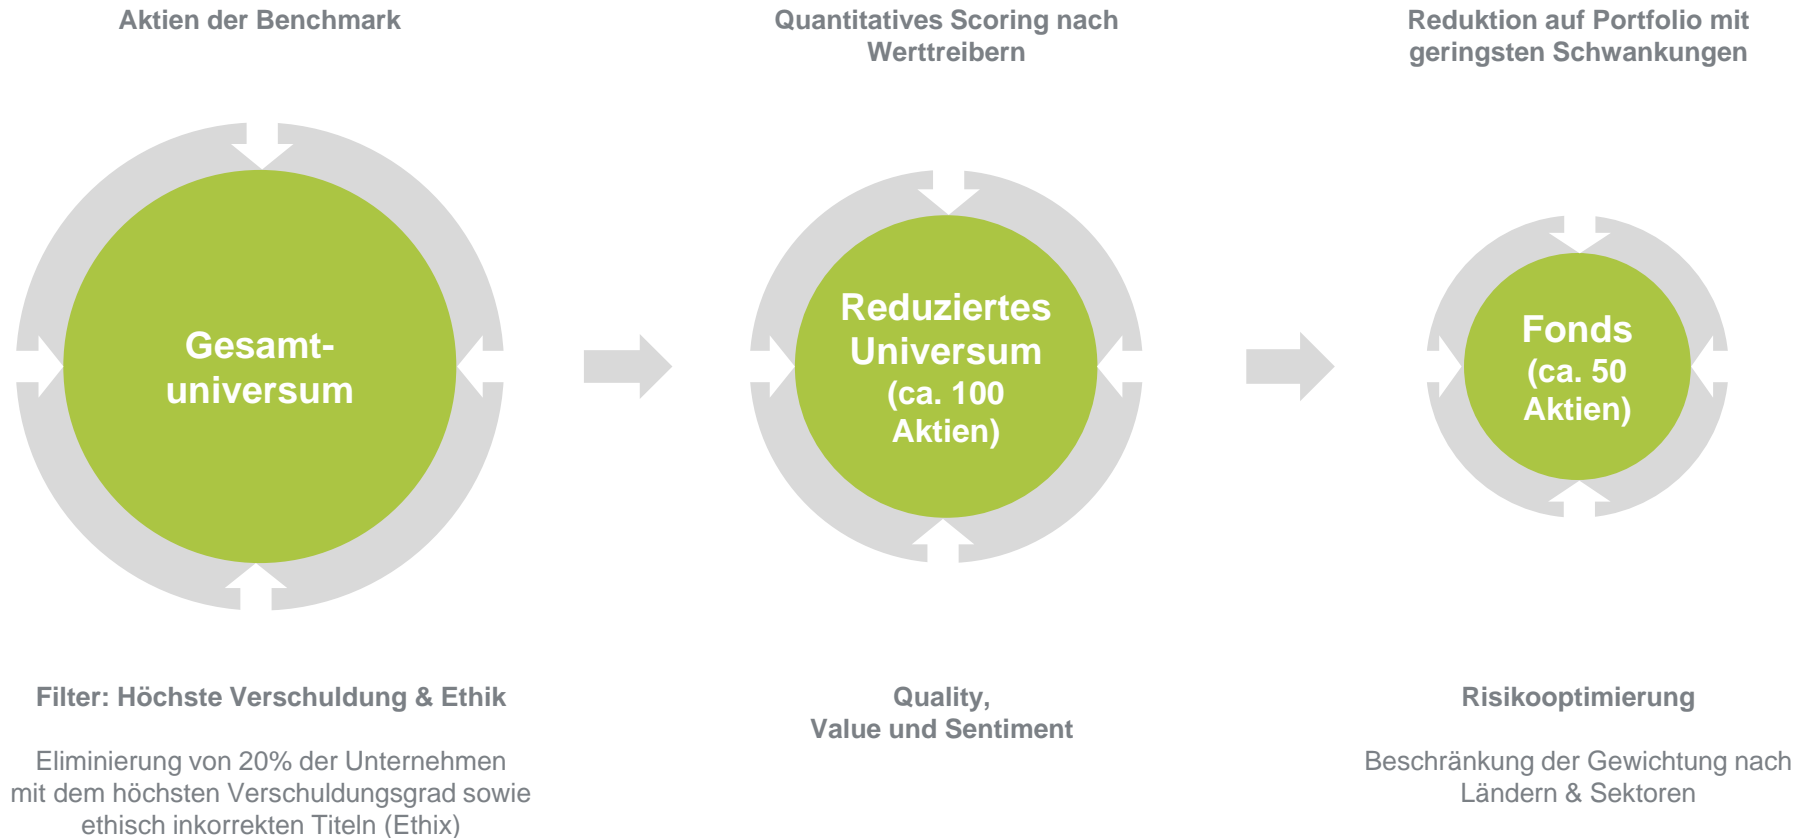 Aktien der Benchmark
Gesamt-
universum
Filter: Höchste Verschuldung & Ethik
Eliminierung von 20% der Unternehmen
mit dem höchsten Verschuldungsgrad sowie
ethisch inkorrekten Titeln (Ethix)
Quantitatives Scoring nach
Werttreibern
Reduziertes
Universum
(ca. 100
Aktien)
Quality,
Value und Sentiment
Reduktion auf Portfolio mit
geringsten Schwankungen
Fonds
(ca. 50
Aktien)
Risikooptimierung
Beschränkung der Gewichtung nach
Ländern & Sektoren